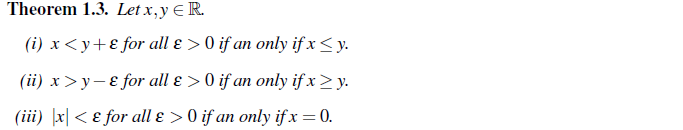 Theorem 1.3. Let x, y ∈ ℝ.
(i) x < y + ε for all ε > 0 if an only if x ≤ y.
(ii) x > y − ε for all ε > 0 if an only if x ≥ y.
(iii) |x| < ε for all ε > 0 if an only if x = 0.